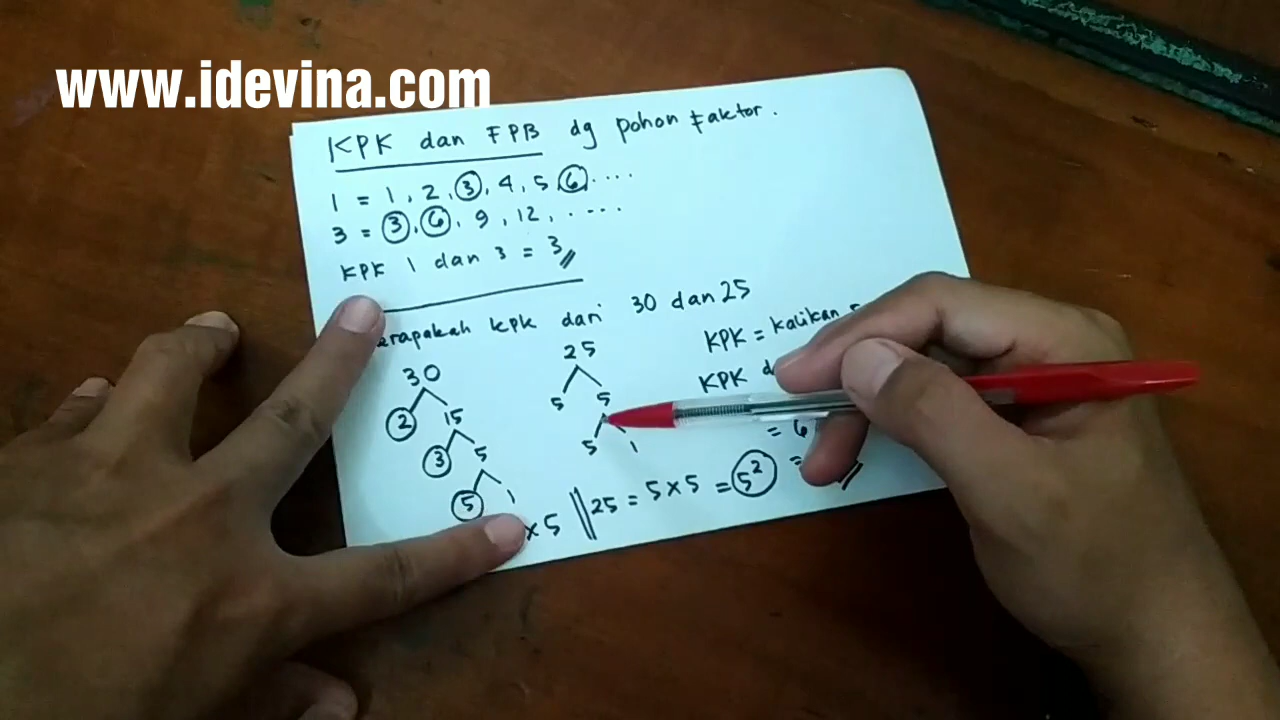 www.idevina.com
KPK dan FPB dg pohon faktor.
1 = 1, 2, 3, 4, 5, 6, ....
3 = 3, 6, 9, 12, ....
KPK 1 dan 3 = 3
erapakah kpk dari 30 dan 25
30
2 15
3 5
5 1
25
5 5
5 1
KPK = kalikan
KPK
= 6
=
x 5 || 25 = 5 x 5 = 5²